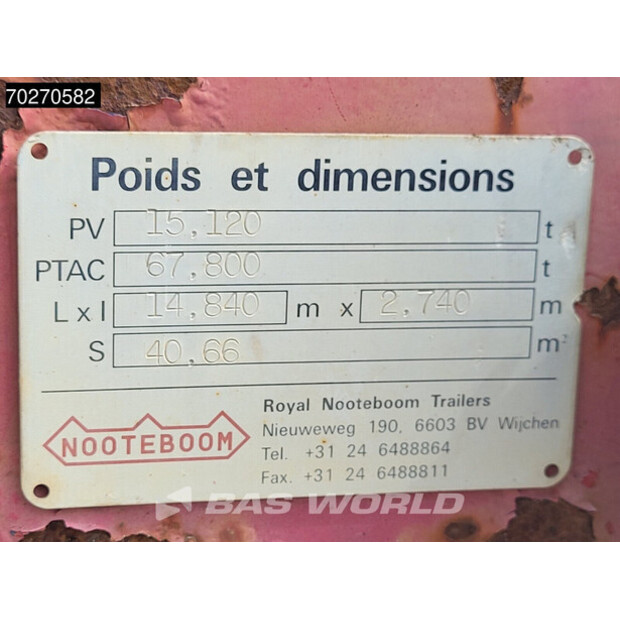 70270582
Poids et dimensions
PV 15,120 t
PTAC 67,800 t
L x l 14,840 m x 2,740 m
S 40,66 m²
NOOTEBOOM
Royal Nooteboom Trailers
Nieuweweg 190, 6603 BV Wijchen
Tel. +31 24 6488864
Fax. +31 24 6488811
BAS WORLD